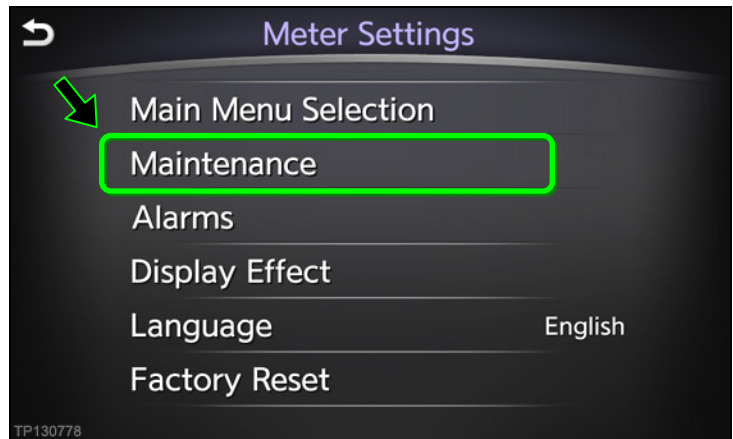 Meter Settings
Main Menu Selection
Maintenance
Alarms
Display Effect
Language English
Factory Reset
TP130778